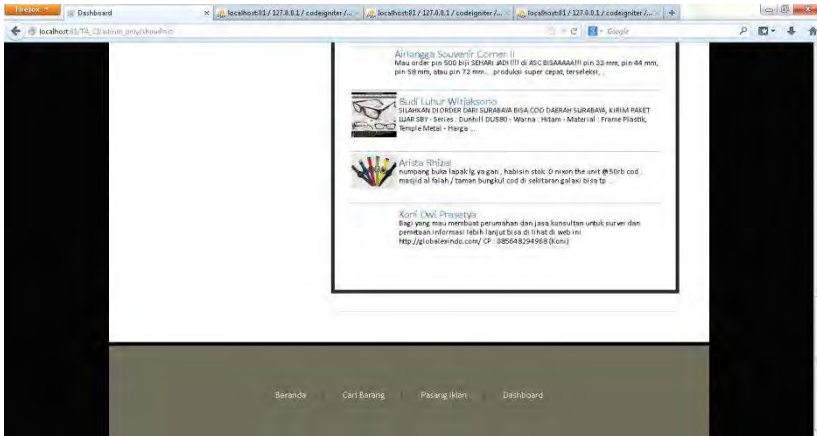 Firefox
Dashboard
localhost:81 / 127.0.0.1 / codeigniter /...
localhost:81 / 127.0.0.1 / codeigniter /...
localhost:81 / 127.0.0.1 / codeigniter /...
Google
Airlangga Souvenir Corner II
Mau order pin 500 biji SEHARI JADI !!!! di ASC BISAAAAA!!! pin 33 mm, pin 44 mm,
pin 58 mm, atau pin 72 mm... produksi super cepat, terseleksi,
Budi Luhur Witjaksono
SILAHKAN DI ORDER DARI SURABAYA BISA COD DAERAH SURABAYA, KIRIM PAKET
LUAR SBY - Series : Dunhill DU580 - Warna : Hitam - Material : Frame Plastik,
Temple Metal - Harga ...
Arista Rhizal
numpang buka lapak lg ya gan, habisin stok :D nixon the unit @50rb cod :
masjid al falah / taman bungkul cod di sekitaran galaxi bisa tp ...
Koni Dwi Prasetya
Bagi yang mau membuat perumahan dan jasa konsultan untuk surver dan
pemetaan.informasi lebih lanjut bisa di lihat di web ini
http://globalexindo.com/ CP : 085648294968 (Koni)
Beranda
Cari Barang
Pasang Iklan
Dashboard